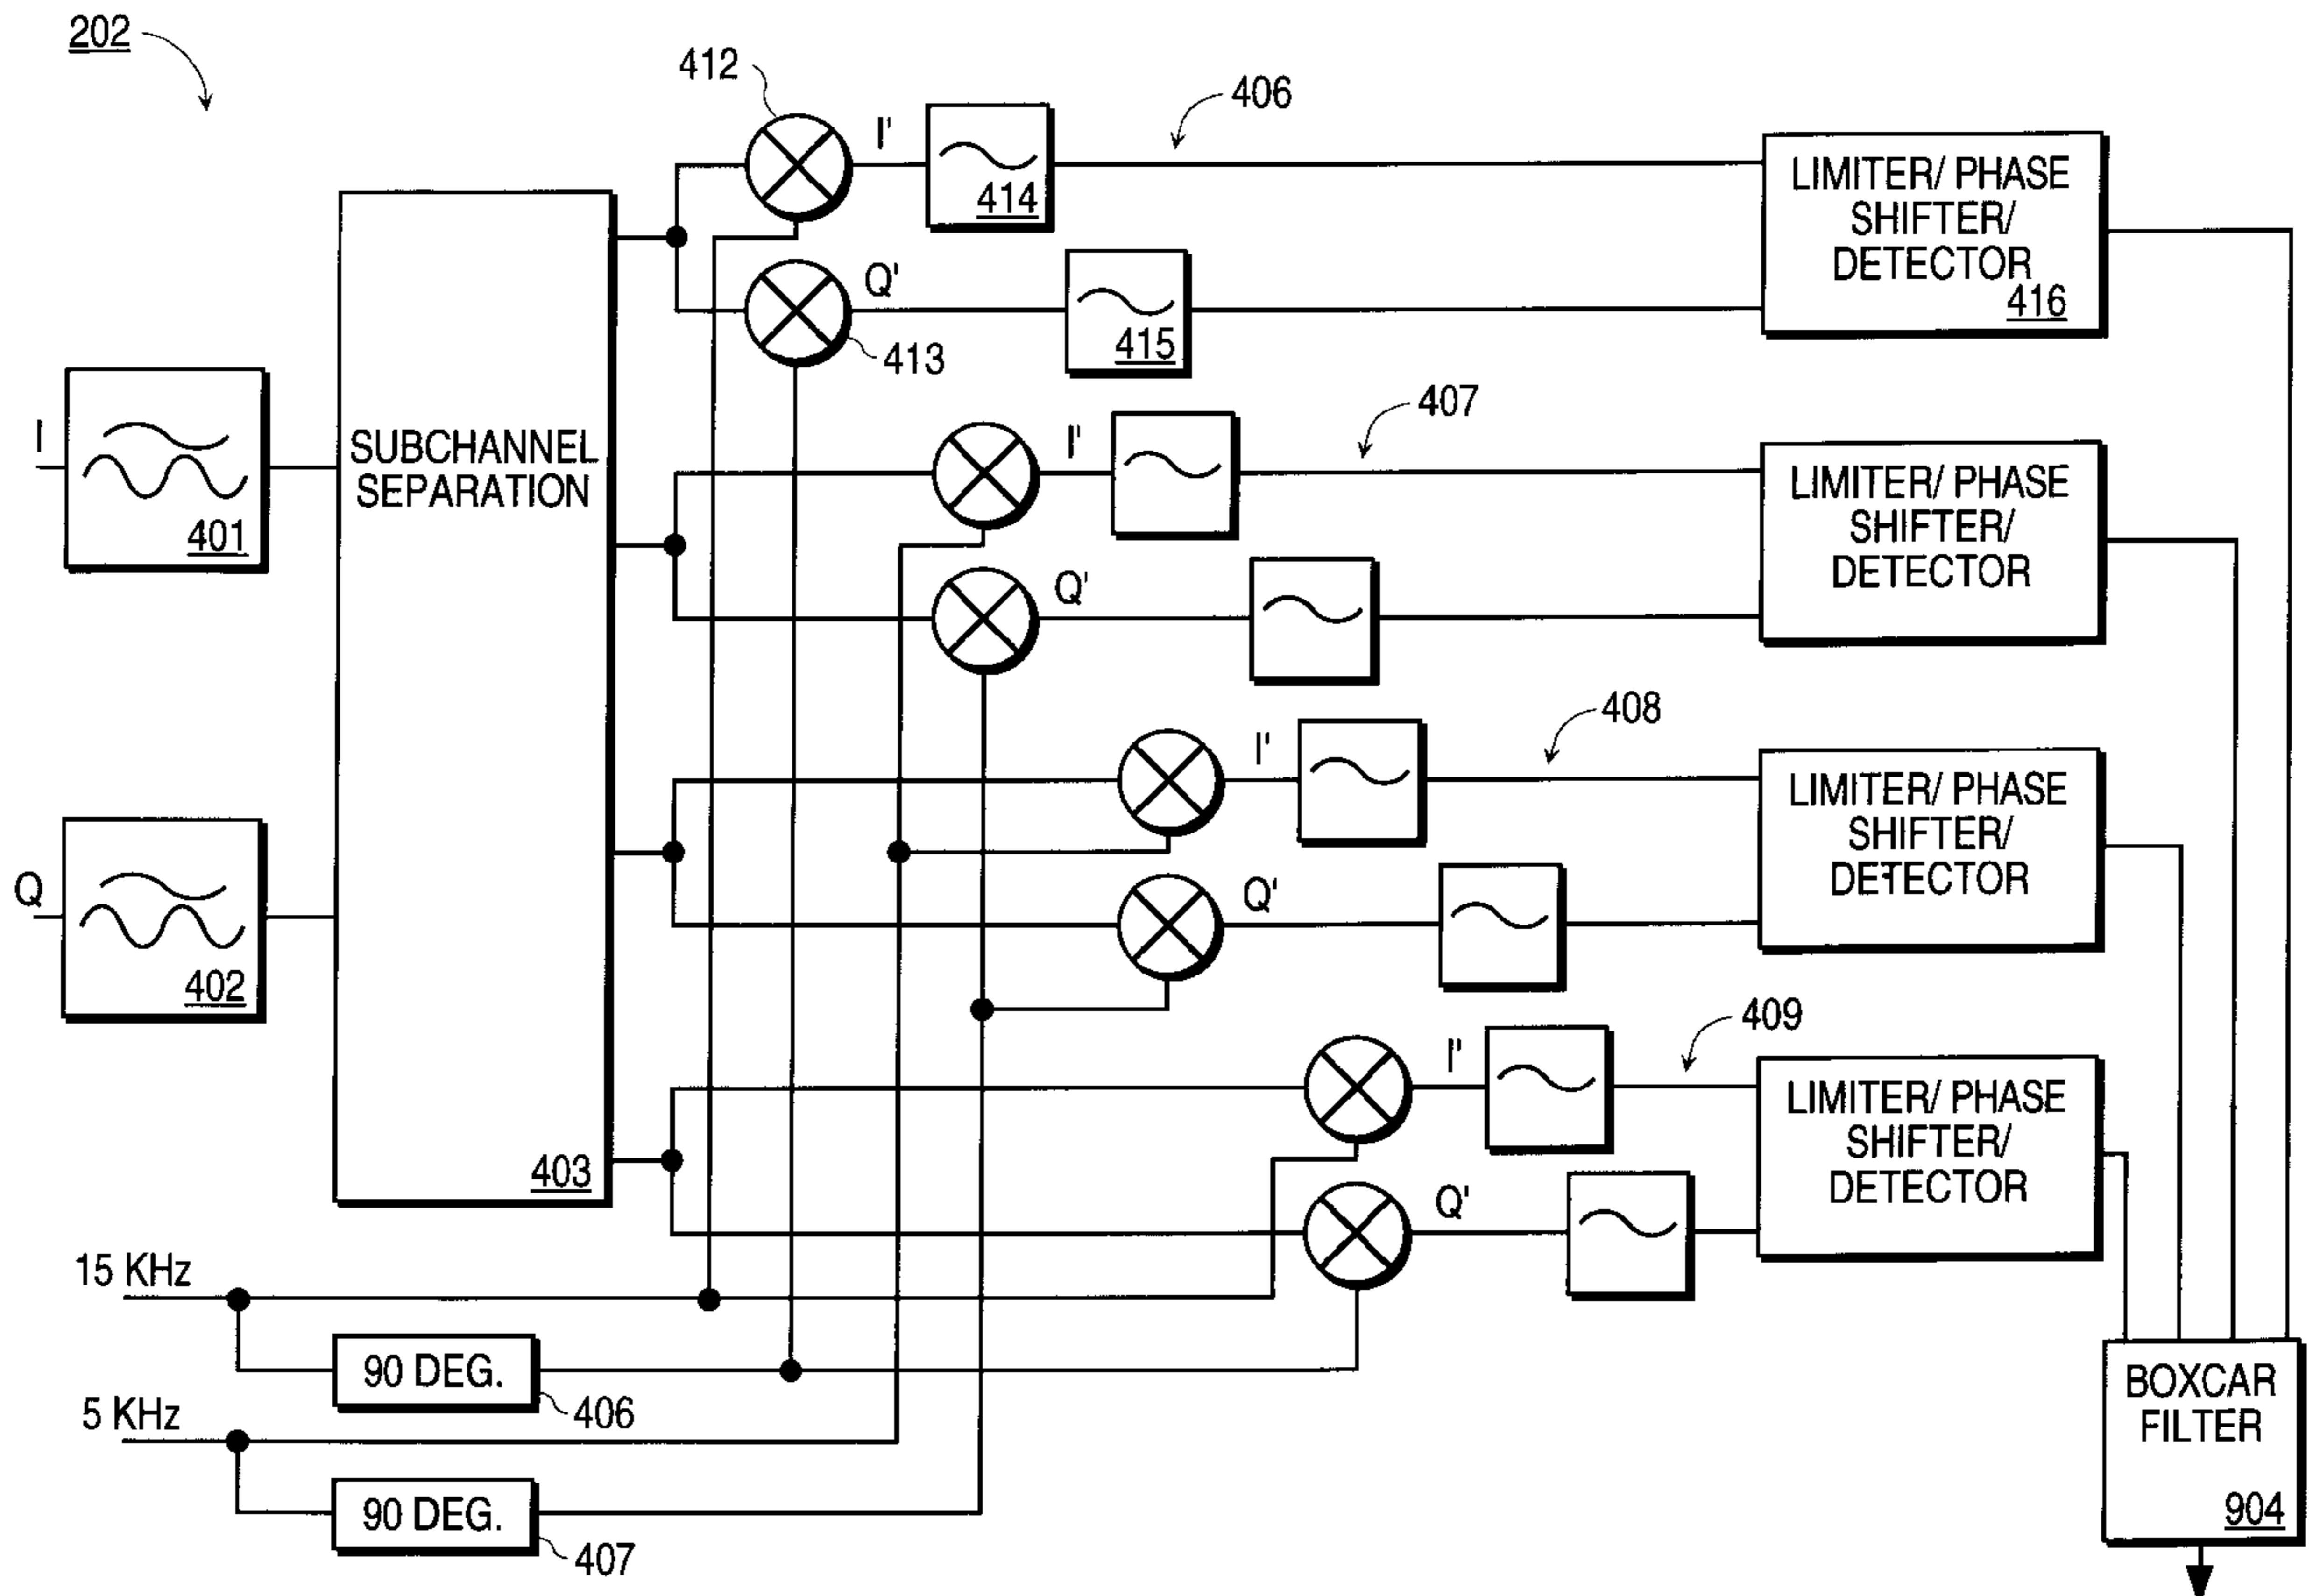 202
412
I'
414
406
LIMITER/ PHASE
SHIFTER/
DETECTOR
416
Q'
413
415
I
401
SUBCHANNEL
SEPARATION
403
I'
407
LIMITER/ PHASE
SHIFTER/
DETECTOR
Q'
Q
402
I'
408
LIMITER/ PHASE
SHIFTER/
DETECTOR
Q'
I'
409
LIMITER/ PHASE
SHIFTER/
DETECTOR
Q'
15 KHz
90 DEG.
406
5 KHz
90 DEG.
407
BOXCAR
FILTER
904